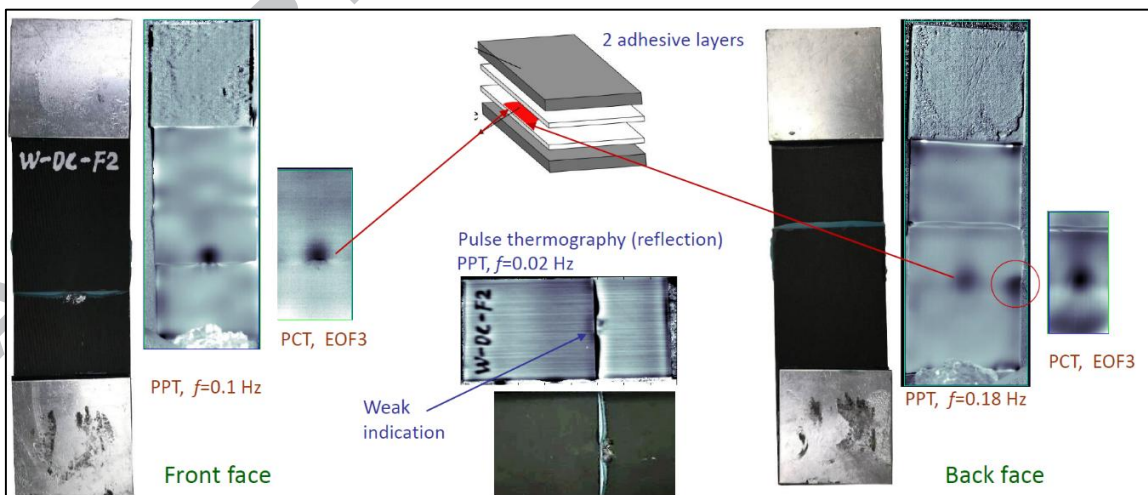 2 adhesive layers
e
W-DC-F2
Pulse thermography (reflection)
PPT, f=0.02 Hz
W-DC-F2
PCT, EOF3
PCT, EOF3
PPT, f=0.1 Hz
PPT, f=0.18 Hz
Weak
indication
Front face
Back face